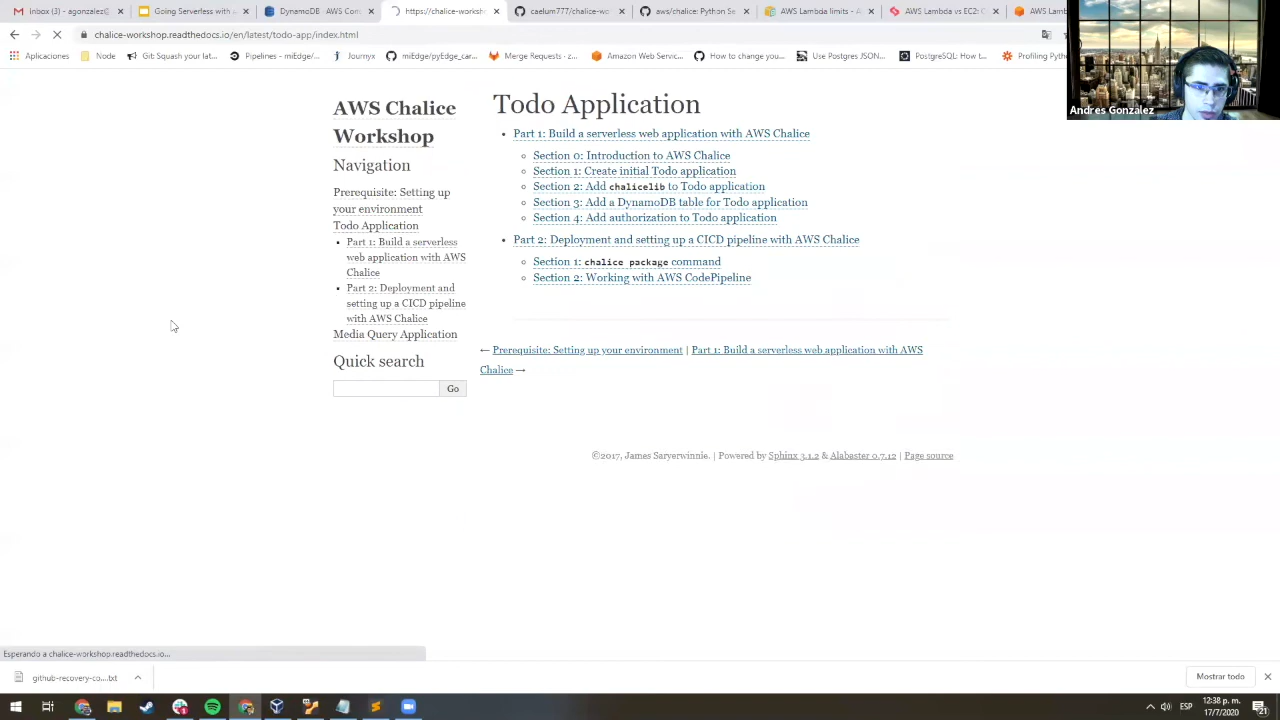 Inbox (30) - agonzalez@
Going Serverless with a
DynamoDB · AWS Consol
https://chalice-workshop
caelum777/chalice-works
aws/chalice: Python Ser
AWS Lambda limits - A
AWS Lambda vs EC2: C
AWS Lamb
chalice-workshop.readthedocs.io/en/latest/todo-app/index.html
Aplicaciones
Node
Git Squash your lat...
Pipelines - mifdge/...
Journys
mifdge/pyEdge_car...
Merge Requests · z...
Amazon Web Servic...
How to change you...
Use Postgres JSON...
PostgreSQL: How t...
Profiling Pyth
Andres Gonzalez
AWS Chalice
Workshop
Navigation
Prerequisite: Setting up
your environment
Todo Application
Part 1: Build a serverless
web application with AWS
Chalice
Part 2: Deployment and
setting up a CICD pipeline
with AWS Chalice
Media Query Application
Quick search
Go
Todo Application
Part 1: Build a serverless web application with AWS Chalice
Section 0: Introduction to AWS Chalice
Section 1: Create initial Todo application
Section 2: Add chalicelib to Todo application
Section 3: Add a DynamoDB table for Todo application
Section 4: Add authorization to Todo application
Part 2: Deployment and setting up a CICD pipeline with AWS Chalice
Section 1: chalice package command
Section 2: Working with AWS CodePipeline
← Prerequisite: Setting up your environment | Part 1: Build a serverless web application with AWS
Chalice →
©2017, James Saryerwinnie. | Powered by Sphinx 3.1.2 & Alabaster 0.7.12 | Page source
Esperando a chalice-workshop.readthedocs.io...
github-recovery-co....txt
Mostrar todo
ESP
12:38 p. m.
17/7/2020
21